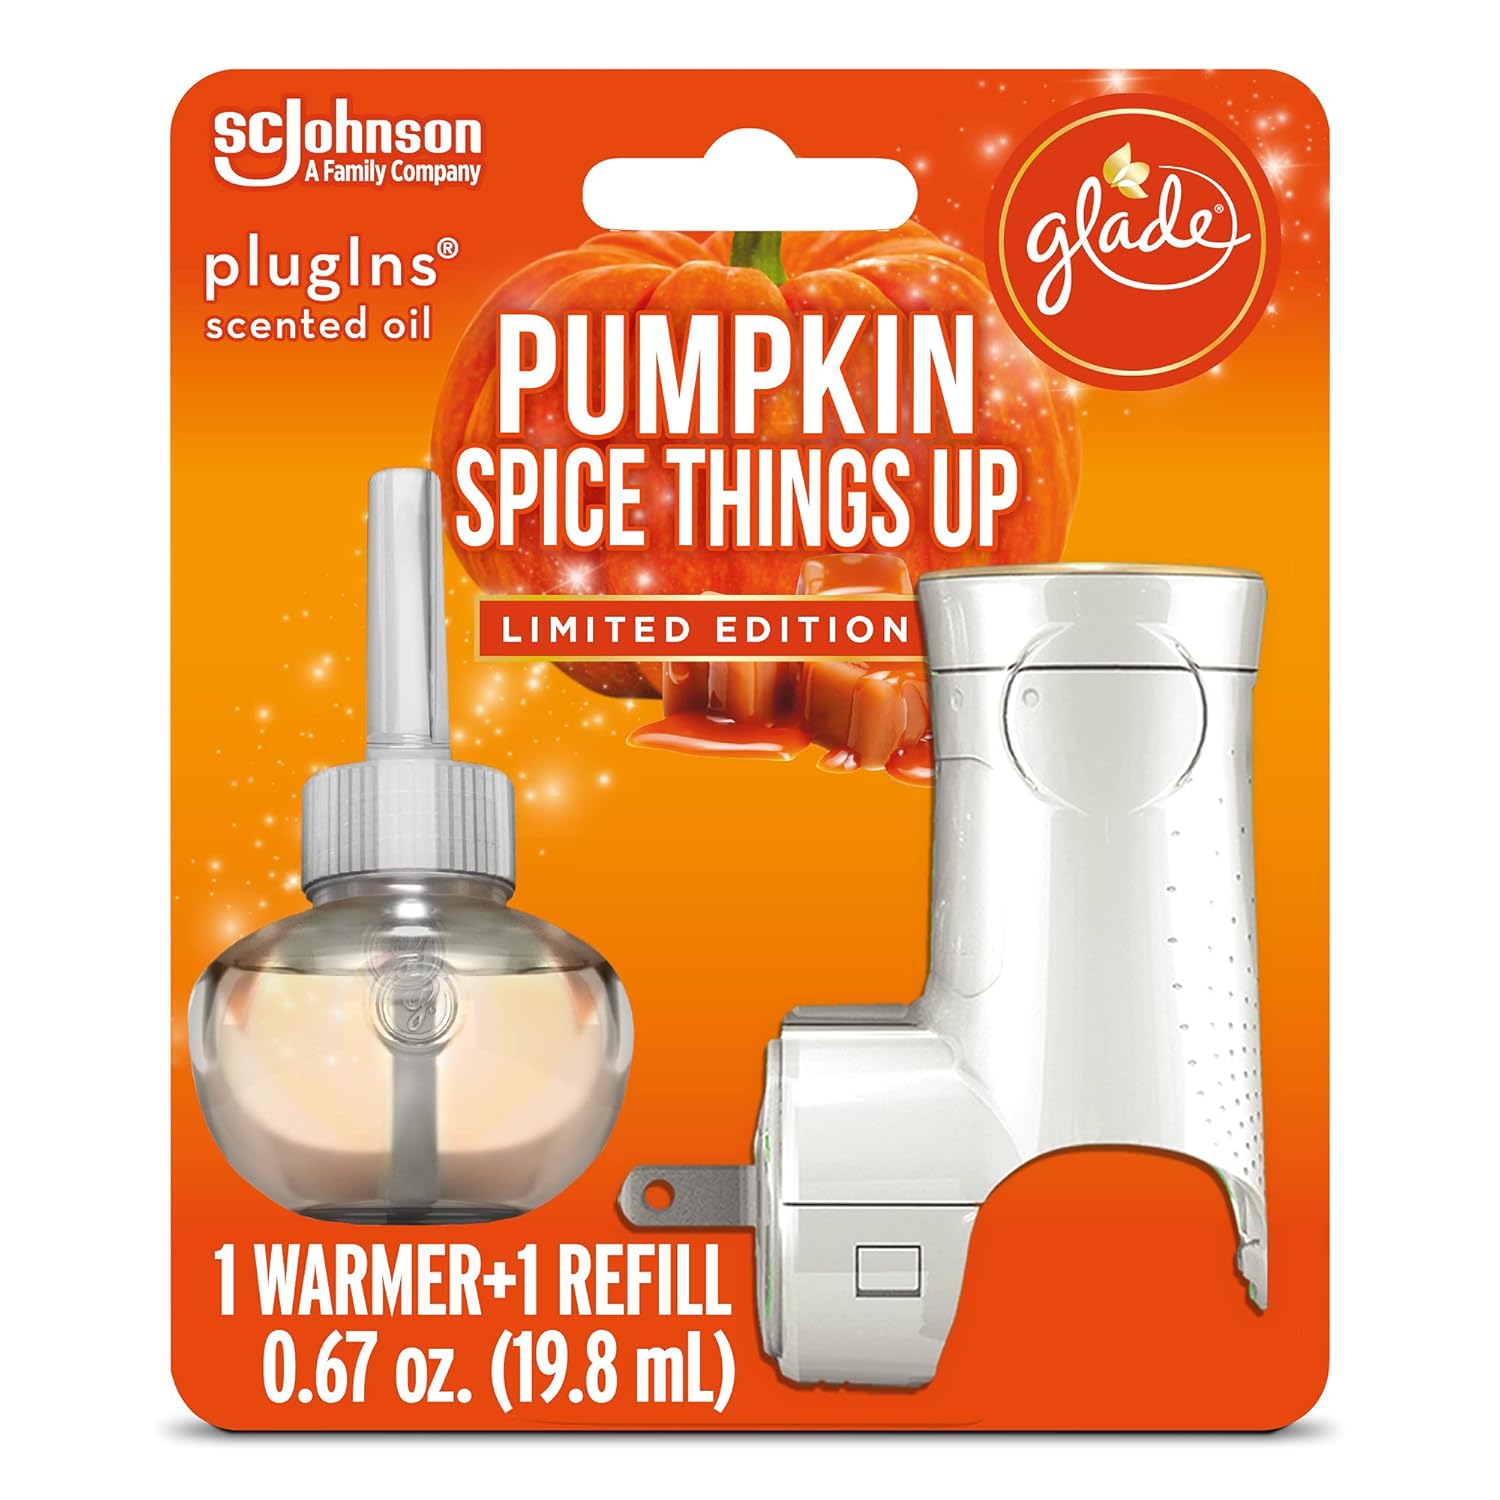 scJohnson
A Family Company
plugIns®
scented oil
glade®
PUMPKIN
SPICE THINGS UP
LIMITED EDITION
1 WARMER+1 REFILL
0.67 oz. (19.8 mL)